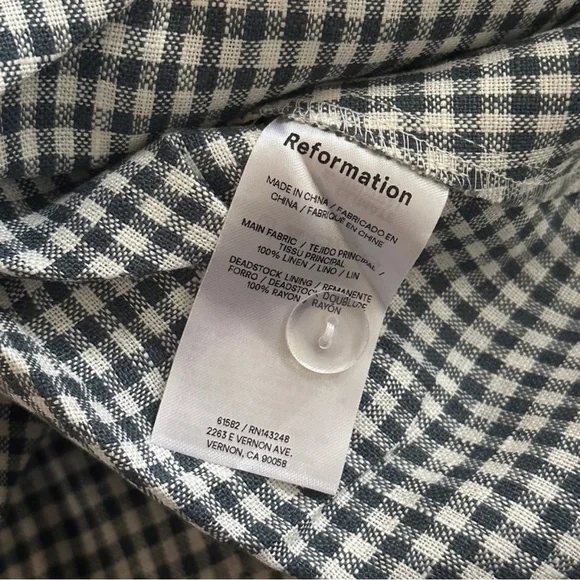 Reformation
MADE IN CHINA / FABRICADO EN
CHINA / FABRIQUÉ EN CHINE
MAIN FABRIC / TEJIDO PRINCIPAL /
TISSU PRINCIPAL
100% LINEN / LINO / LIN
DEADSTOCK LINING / REMANENTE
FORRO / DEADSTOCK DOUBLURE
100% RAYON / RAYÓN
61582 / RN143248
2263 E VERNON AVE.
VERNON, CA 90058